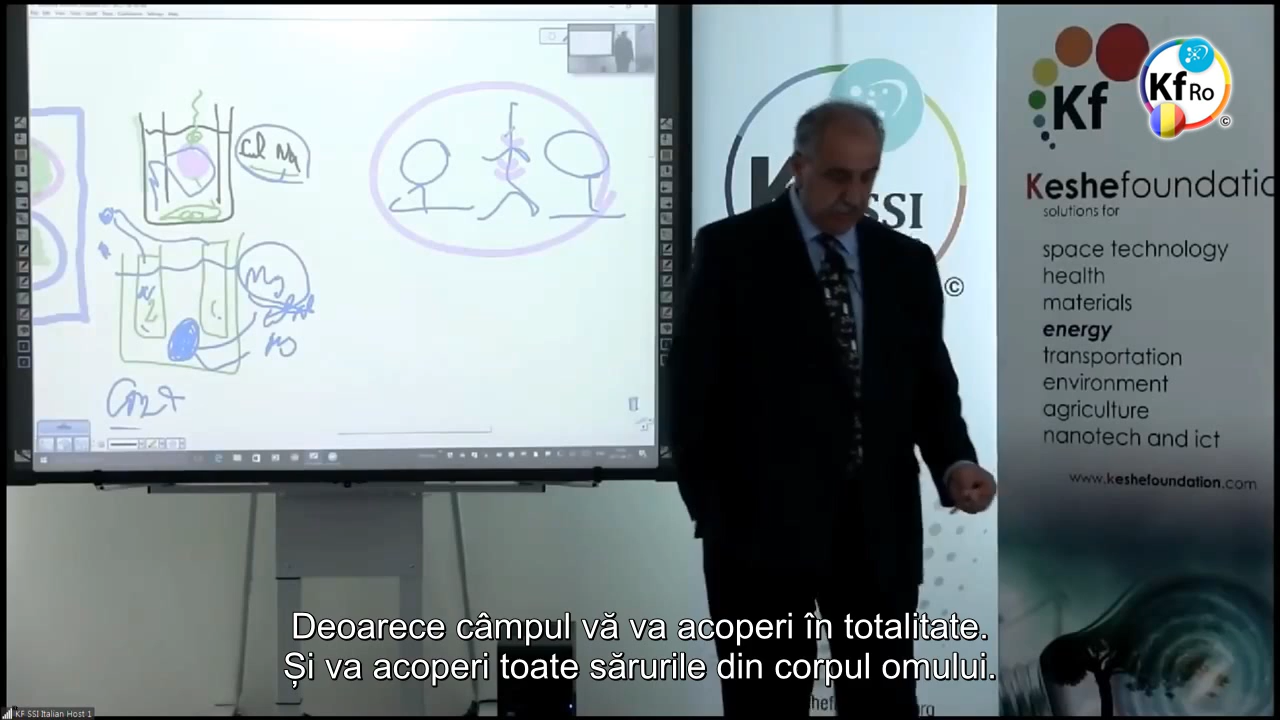 Mg
Kf
Kf Ro
©
Keshefoundatio
solutions for
SSI
©
space technology
health
materials
energy
transportation
environment
agriculture
nanotech and ict
www.keshefoundation.com
Deoarece câmpul vă va acoperi în totalitate.
Și va acoperi toate sărurile din corpul omului.
KF SSI Italian Host 1